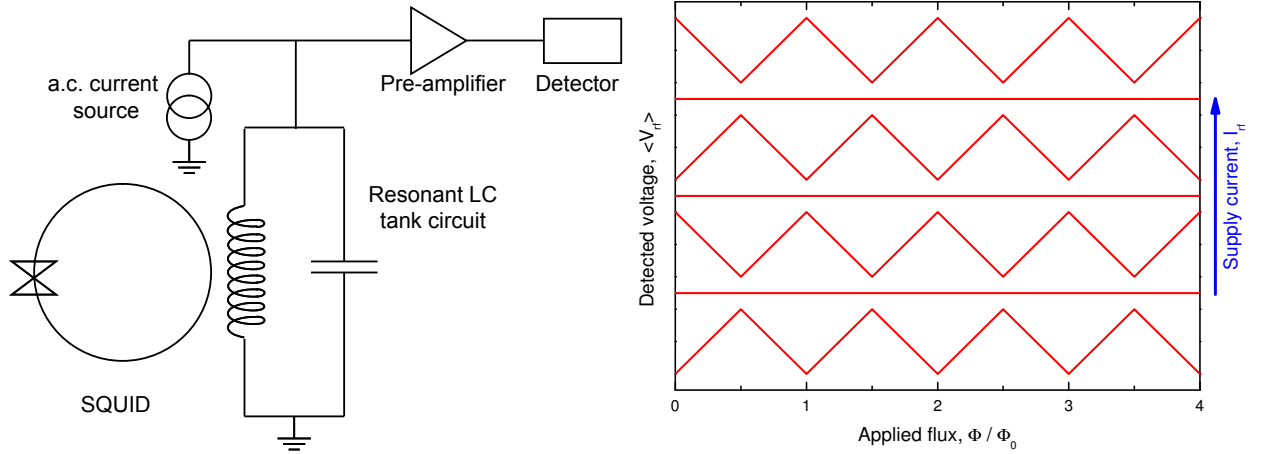 a.c. current
source
Pre-amplifier
Detector
Resonant LC
tank circuit
SQUID
Detected voltage, <V_rf>
Supply current, I_rf
0 1 2 3 4
Applied flux, Φ / Φ_0